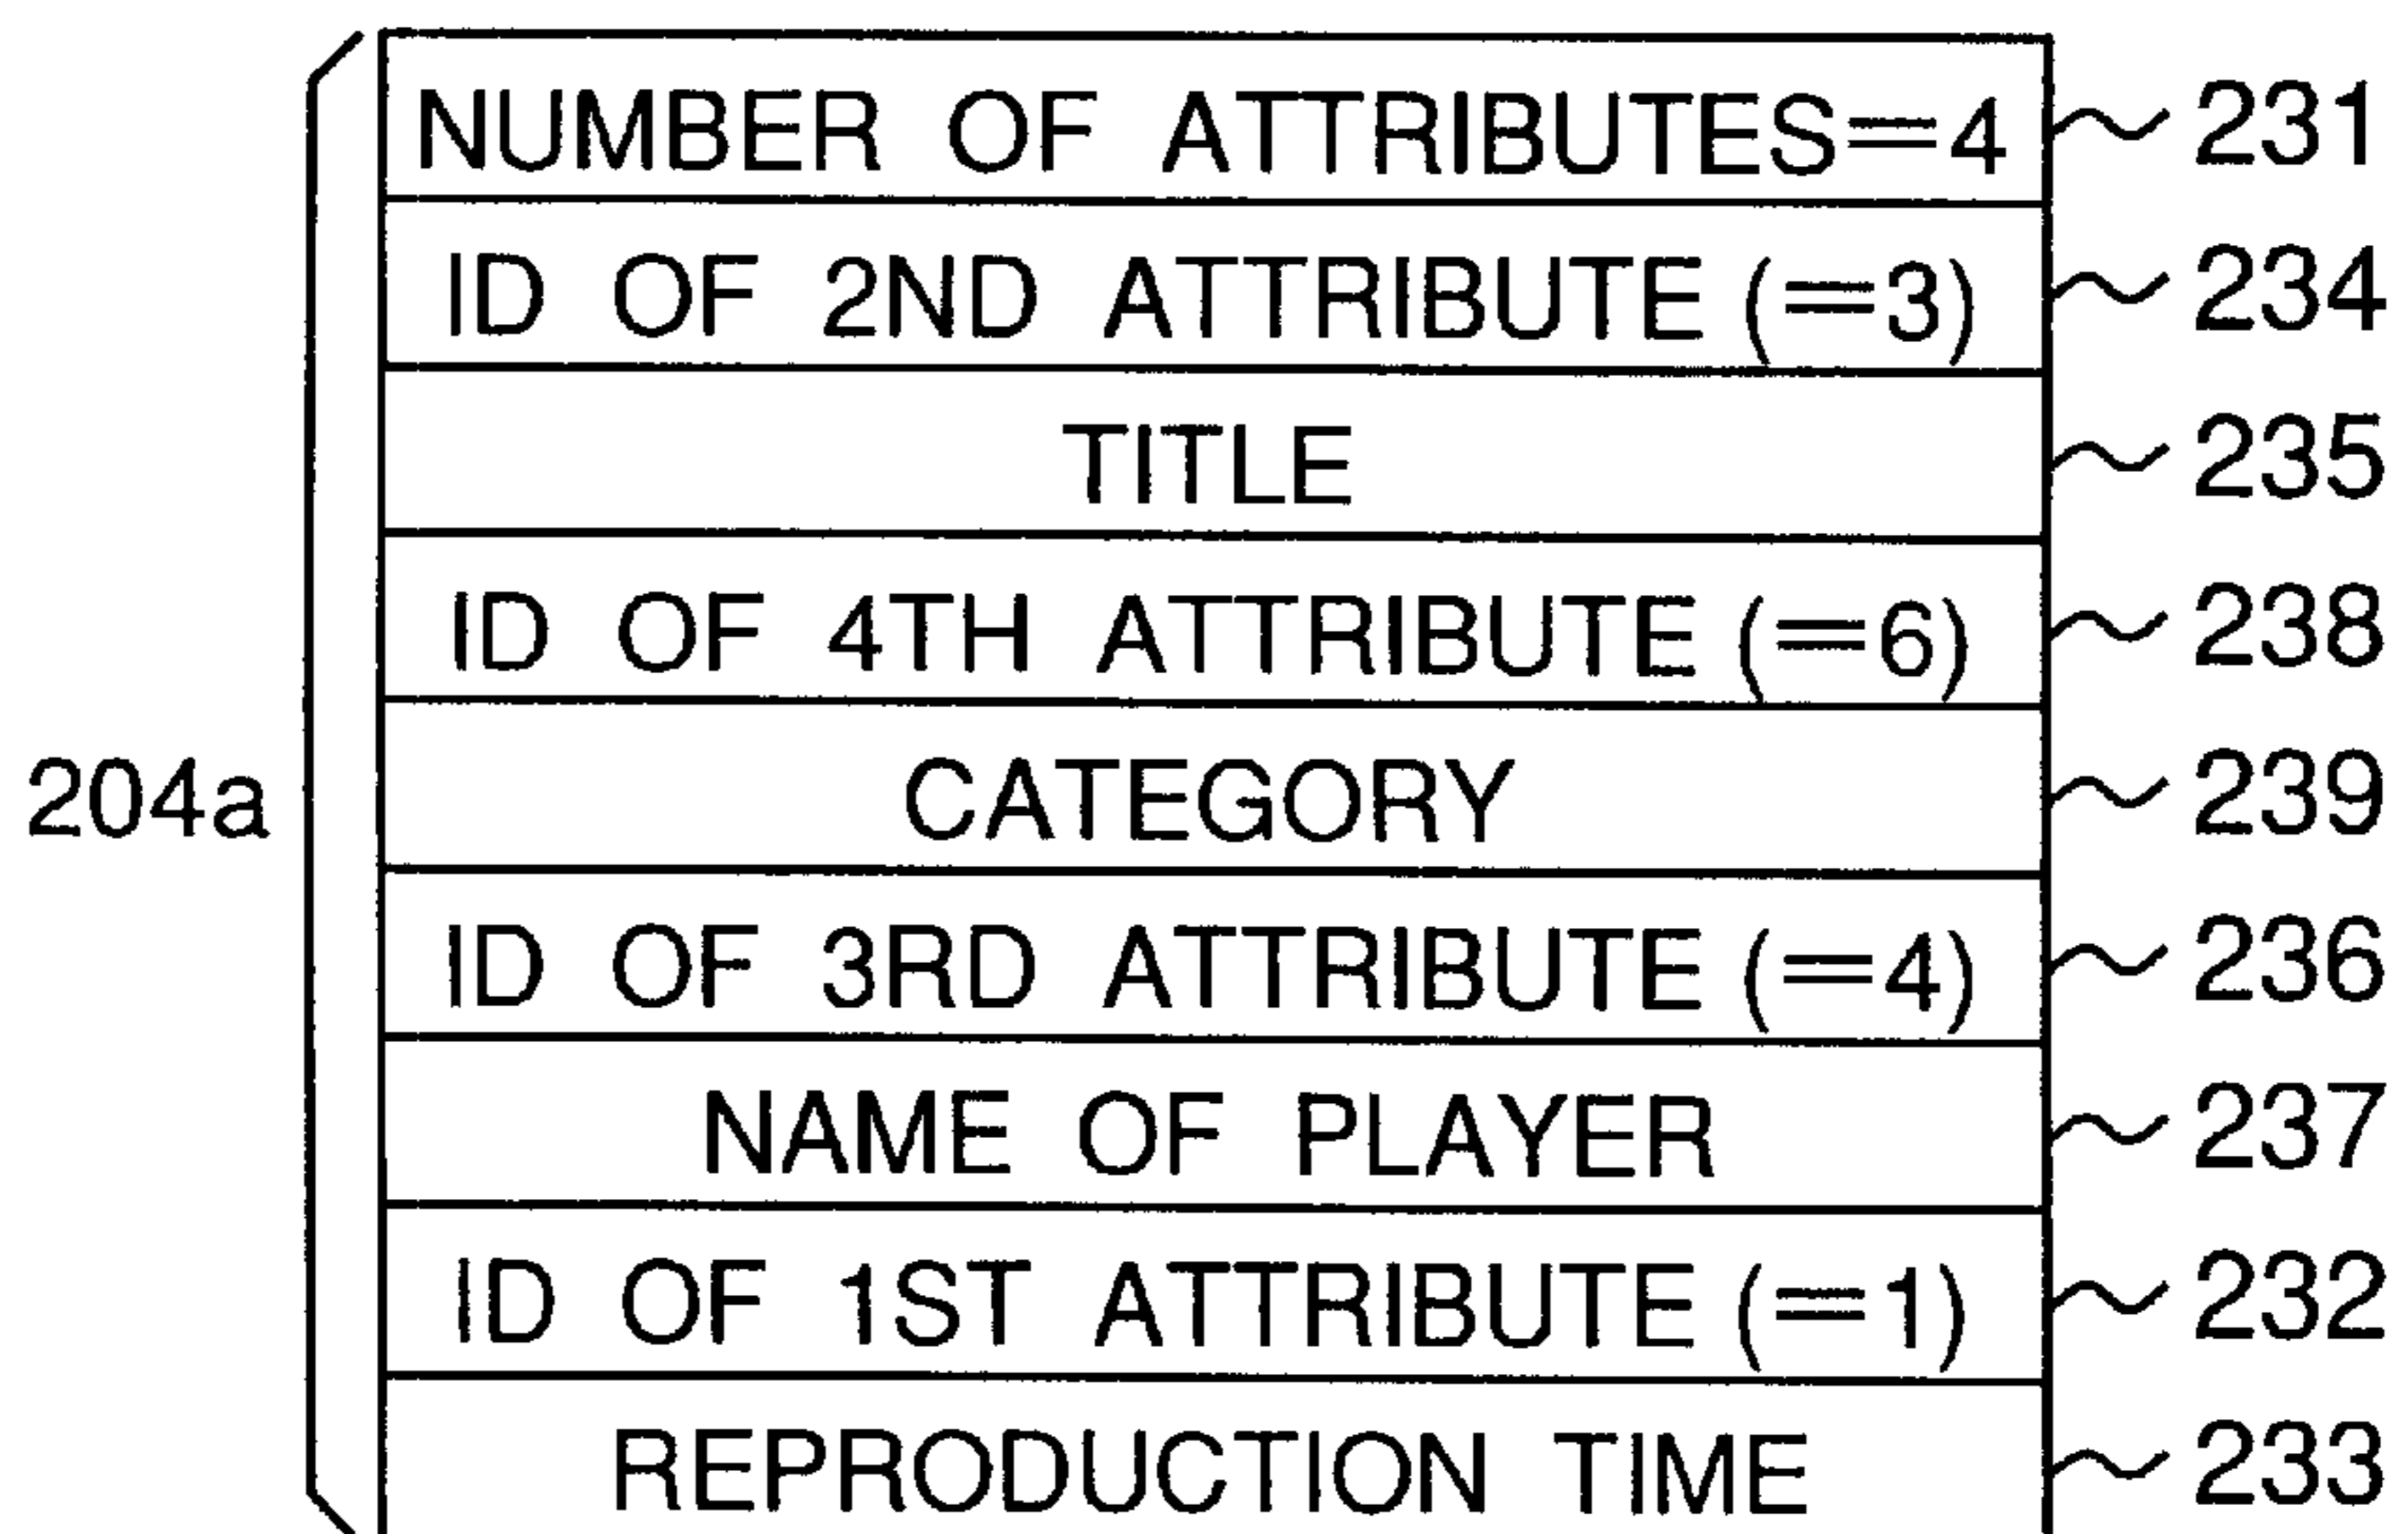 NUMBER OF ATTRIBUTES=4 231
ID OF 2ND ATTRIBUTE (=3) 234
TITLE 235
ID OF 4TH ATTRIBUTE (=6) 238
204a CATEGORY 239
ID OF 3RD ATTRIBUTE (=4) 236
NAME OF PLAYER 237
ID OF 1ST ATTRIBUTE (=1) 232
REPRODUCTION TIME 233